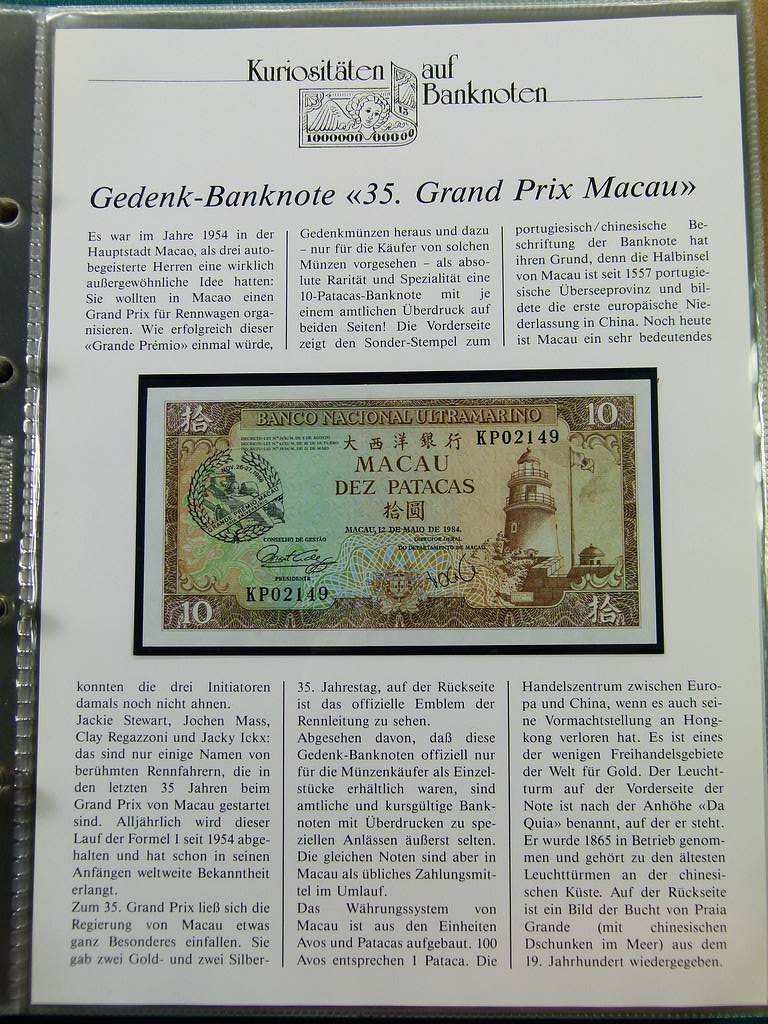 Kuriositäten auf
Banknoten
15
1000000 00000
Gedenk-Banknote «35. Grand Prix Macau»
Es war im Jahre 1954 in der
Hauptstadt Macao, als drei auto-
begeisterte Herren eine wirklich
außergewöhnliche Idee hatten:
Sie wollten in Macao einen
Grand Prix für Rennwagen orga-
nisieren. Wie erfolgreich dieser
«Grande Prémio» einmal würde,
Gedenkmünzen heraus und dazu
– nur für die Käufer von solchen
Münzen vorgesehen – als abso-
lute Rarität und Spezialität eine
10-Patacas-Banknote mit je
einem amtlichen Überdruck auf
beiden Seiten! Die Vorderseite
zeigt den Sonder-Stempel zum
portugiesisch/chinesische Be-
schriftung der Banknote hat
ihren Grund, denn die Halbinsel
von Macau ist seit 1557 portugie-
sische Überseeprovinz und bil-
dete die erste europäische Nie-
derlassung in China. Noch heute
ist Macau ein sehr bedeutendes
拾
BANCO NACIONAL ULTRAMARINO
10
大西洋銀行
KP02149
MACAU
DEZ PATACAS
拾圓
MACAU, 12 DE MAIO DE 1984.
NOV. 26-27, 1988
GRANDE PREMIO MACAU
CONSELHO DE GESTÃO
DIRECTOR GERAL
DO DEPARTAMENTO DE MACAU,
PRESIDENTE
KP02149
10
拾
konnten die drei Initiatoren
damals noch nicht ahnen.
Jackie Stewart, Jochen Mass,
Clay Regazzoni und Jacky Ickx:
das sind nur einige Namen von
berühmten Rennfahrern, die in
den letzten 35 Jahren beim
Grand Prix von Macau gestartet
sind. Alljährlich wird dieser
Lauf der Formel I seit 1954 abge-
halten und hat schon in seinen
Anfängen weltweite Bekanntheit
erlangt.
Zum 35. Grand Prix ließ sich die
Regierung von Macau etwas
ganz Besonderes einfallen. Sie
gab zwei Gold- und zwei Silber-
35. Jahrestag, auf der Rückseite
ist das offizielle Emblem der
Rennleitung zu sehen.
Abgesehen davon, daß diese
Gedenk-Banknoten offiziell nur
für die Münzenkäufer als Einzel-
stücke erhältlich waren, sind
amtliche und kursgültige Bank-
noten mit Überdrucken zu spe-
ziellen Anlässen äußerst selten.
Die gleichen Noten sind aber in
Macau als übliches Zahlungsmit-
tel im Umlauf.
Das Währungssystem von
Macau ist aus den Einheiten
Avos und Patacas aufgebaut. 100
Avos entsprechen 1 Pataca. Die
Handelszentrum zwischen Euro-
pa und China, wenn es auch sei-
ne Vormachtstellung an Hong-
kong verloren hat. Es ist eines
der wenigen Freihandelsgebiete
der Welt für Gold. Der Leucht-
turm auf der Vorderseite der
Note ist nach der Anhöhe «Da
Quia» benannt, auf der er steht.
Er wurde 1865 in Betrieb genom-
men und gehört zu den ältesten
Leuchttürmen an der chinesi-
schen Küste. Auf der Rückseite
ist ein Bild der Bucht von Praia
Grande (mit chinesischen
Dschunken im Meer) aus dem
19. Jahrhundert wiedergegeben.